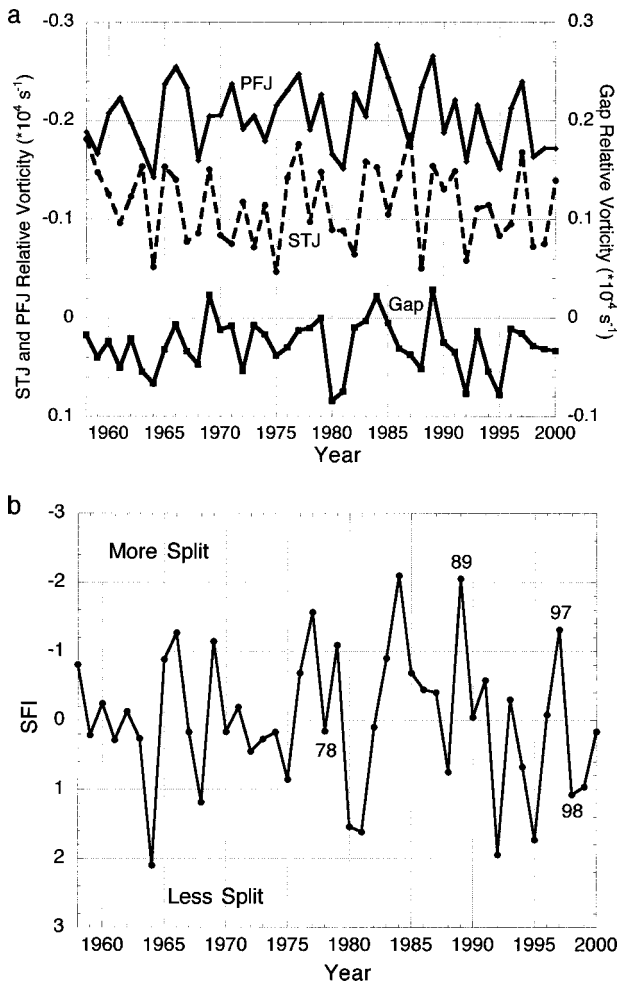 a
-0.3
-0.2
-0.1
0
0.1
0.3
0.2
0.1
0
-0.1
STJ and PFJ Relative Vorticity (*10⁴ s⁻¹)
Gap Relative Vorticity (*10⁴ s⁻¹)
PFJ
STJ
Gap
1960 1965 1970 1975 1980 1985 1990 1995 2000
Year
b
-3
-2
-1
0
1
2
3
SFI
More Split
89
97
78
98
Less Split
1960 1965 1970 1975 1980 1985 1990 1995 2000
Year